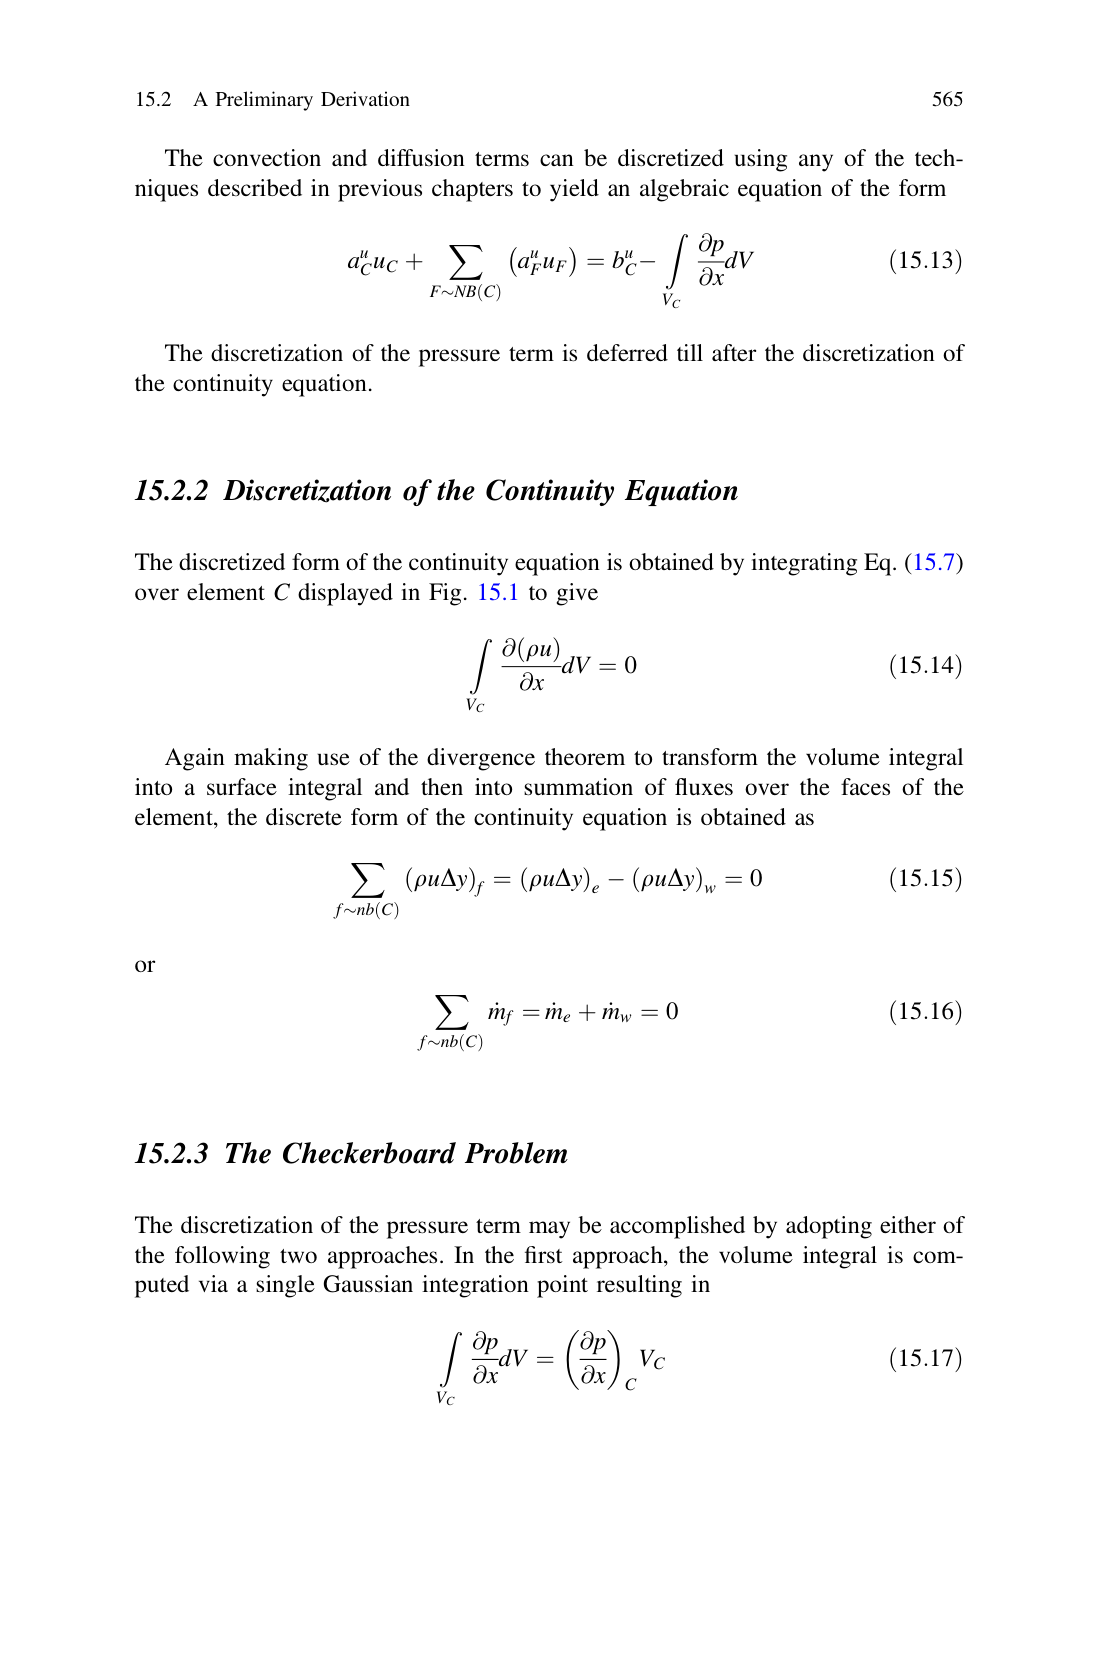 15.2 A Preliminary Derivation 565
The convection and diffusion terms can be discretized using any of the tech-
niques described in previous chapters to yield an algebraic equation of the form
$a_C^u u_C + \sum_{F \sim NB(C)} (a_F^u u_F) = b_C^u - \int_{V_C} \frac{\partial p}{\partial x} dV$ (15.13)
The discretization of the pressure term is deferred till after the discretization of
the continuity equation.
15.2.2 Discretization of the Continuity Equation
The discretized form of the continuity equation is obtained by integrating Eq. (15.7)
over element C displayed in Fig. 15.1 to give
$\int_{V_C} \frac{\partial (\rho u)}{\partial x} dV = 0$ (15.14)
Again making use of the divergence theorem to transform the volume integral
into a surface integral and then into summation of fluxes over the faces of the
element, the discrete form of the continuity equation is obtained as
$\sum_{f \sim nb(C)} (\rho u \Delta y)_f = (\rho u \Delta y)_e - (\rho u \Delta y)_w = 0$ (15.15)
or
$\sum_{f \sim nb(C)} \dot{m}_f = \dot{m}_e + \dot{m}_w = 0$ (15.16)
15.2.3 The Checkerboard Problem
The discretization of the pressure term may be accomplished by adopting either of
the following two approaches. In the first approach, the volume integral is com-
puted via a single Gaussian integration point resulting in
$\int_{V_C} \frac{\partial p}{\partial x} dV = \left( \frac{\partial p}{\partial x} \right)_C V_C$ (15.17)